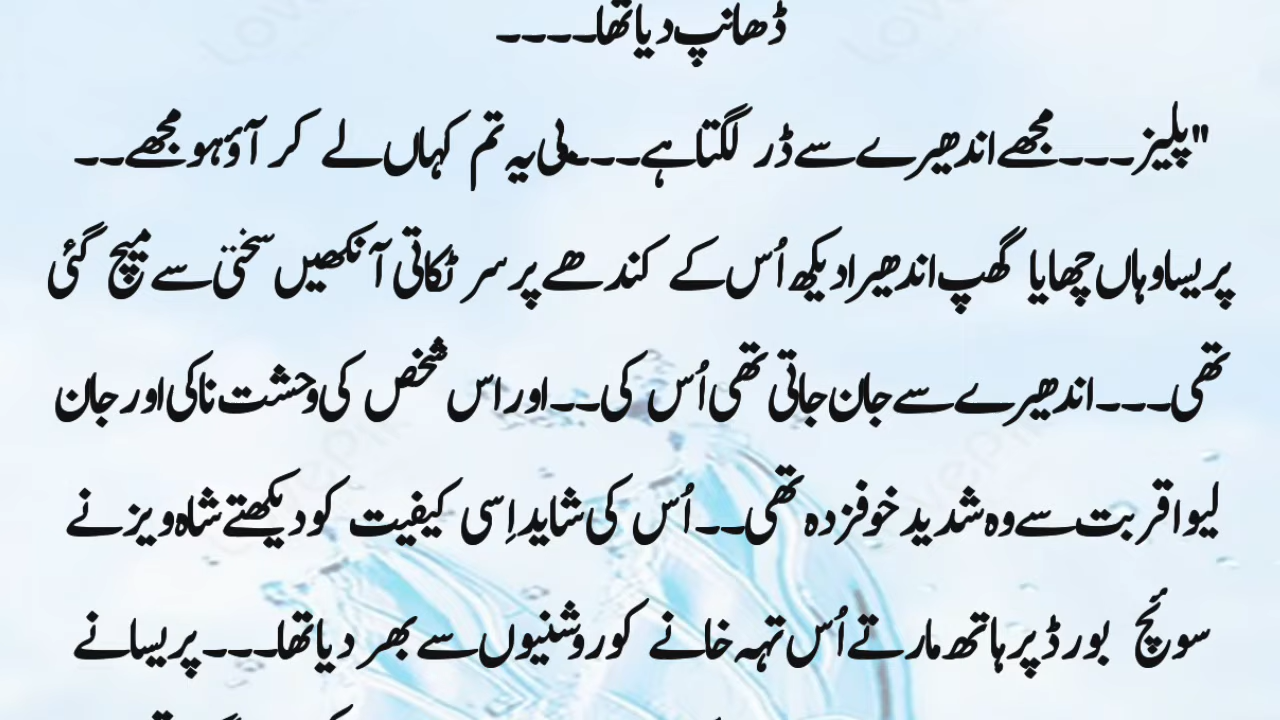 ڈھانپ دیا تھا۔۔۔۔
"پلیز۔۔۔مجھے اندھیرے سے ڈر لگتا ہے۔۔۔یی یہ تم کہاں لے کر آؤ ہو مجھے۔۔
پریسا وہاں چھایا گھپ اندھیرا دیکھ اُس کے کندھے پر سر ٹکاتی آنکھیں سختی سے میچ گئی
تھی۔۔۔اندھیرے سے جان جاتی تھی اُس کی۔۔اور اس شخص کی وحشت ناکی اور جان
لیوا قربت سے وہ شدید خوفزدہ تھی۔۔اُس کی شاید اِسی کیفیت کو دیکھتے شاہ ویز نے
سوئچ بورڈ پر ہاتھ مارتے اُس تہہ خانے کو روشنیوں سے بھر دیا تھا۔۔۔پریسا نے